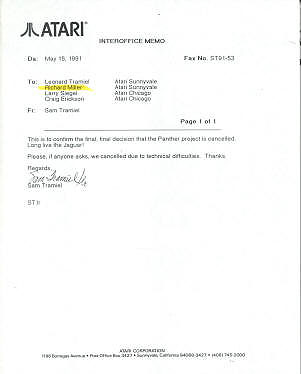 ATARI
INTEROFFICE MEMO
Da: May 15, 1991 Fax No. ST91-53
To: Leonard Tramiel Atari Sunnyvale
Richard Miller Atari Sunnyvale
Larry Siegel Atari Chicago
Craig Erickson Atari Chicago
Fr: Sam Tramiel
Page 1 of 1
This is to confirm the final, final decision that the Panther project is cancelled.
Long live the Jaguar!
Please, if anyone asks, we cancelled due to technical difficulties. Thanks.
Regards,
Sam Tramiel
Sam Tramiel
ATARI CORPORATION
1196 Borregas Avenue • Post Office Box 3427 • Sunnyvale, California 94088-3427 • (408) 745-2000